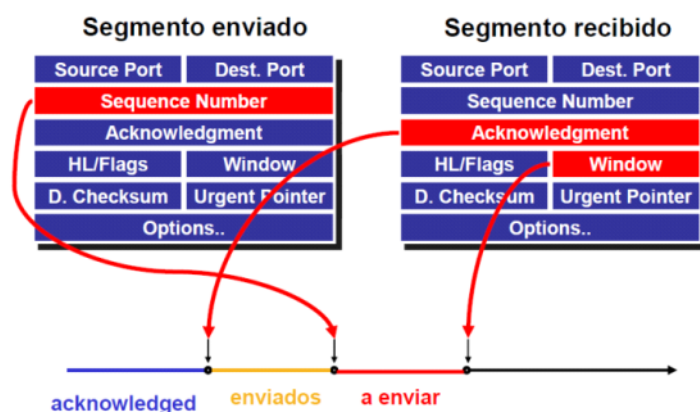 Segmento enviado
Source Port Dest. Port
Sequence Number
Acknowledgment
HL/Flags Window
D. Checksum Urgent Pointer
Options..
Segmento recibido
Source Port Dest. Port
Sequence Number
Acknowledgment
HL/Flags Window
D. Checksum Urgent Pointer
Options..
acknowledged enviados a enviar